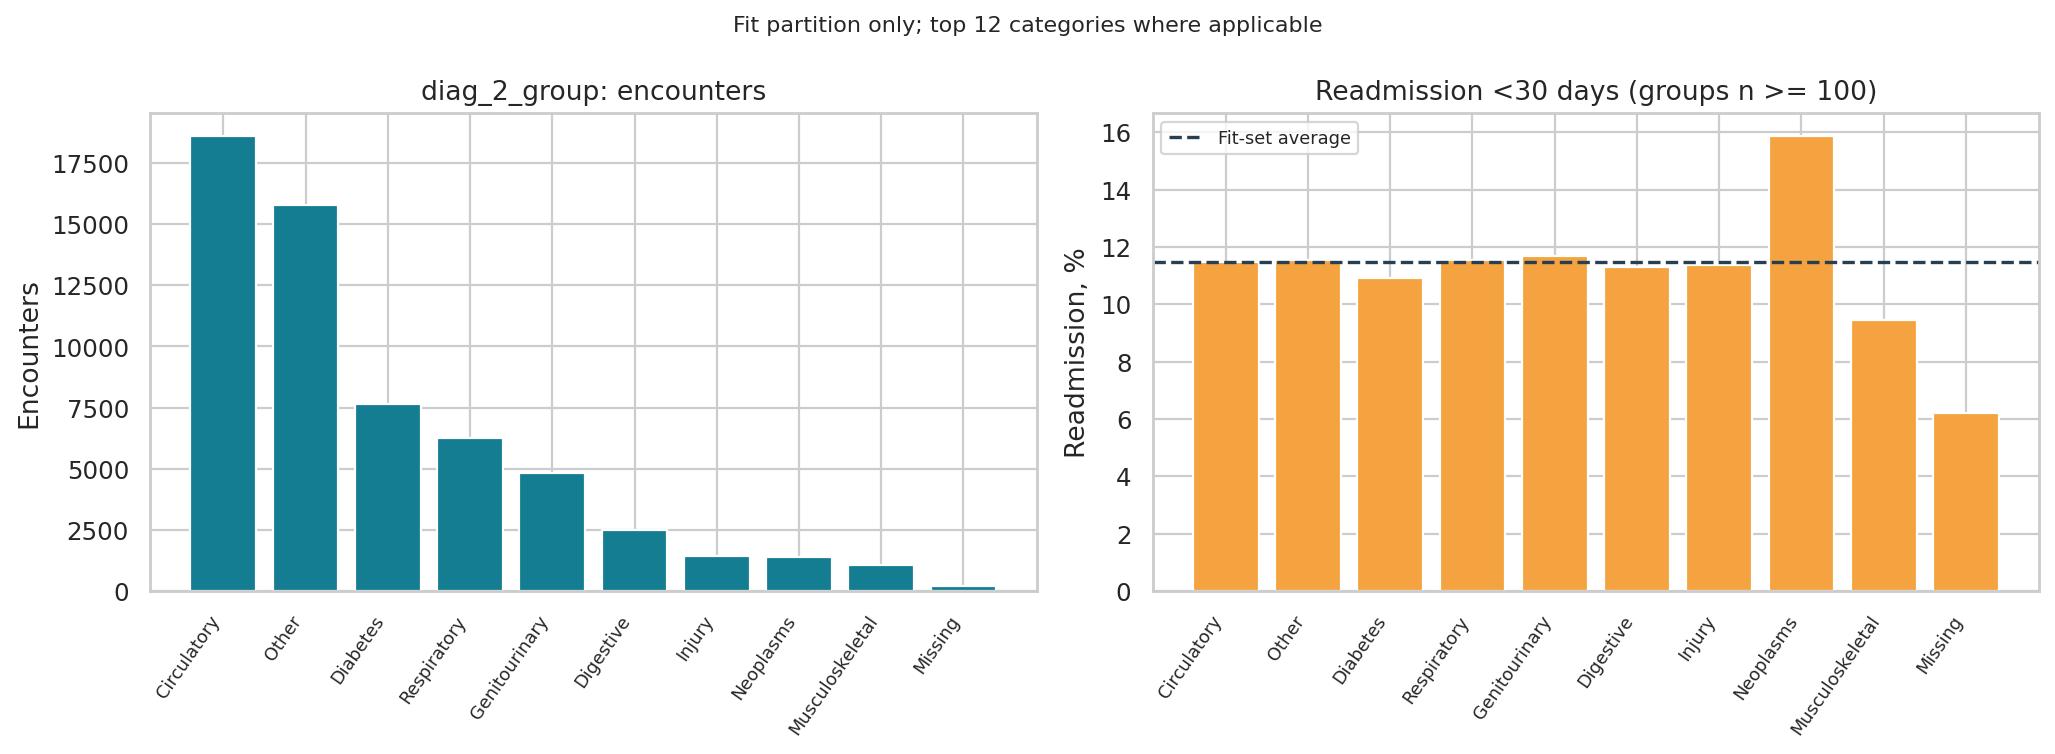 Fit partition only; top 12 categories where applicable
diag_2_group: encounters
Encounters
17500
15000
12500
10000
7500
5000
2500
0
Circulatory
Other
Diabetes
Respiratory
Genitourinary
Digestive
Injury
Neoplasms
Musculoskeletal
Missing
Readmission <30 days (groups n >= 100)
Fit-set average
Readmission, %
16
14
12
10
8
6
4
2
0
Circulatory
Other
Diabetes
Respiratory
Genitourinary
Digestive
Injury
Neoplasms
Musculoskeletal
Missing